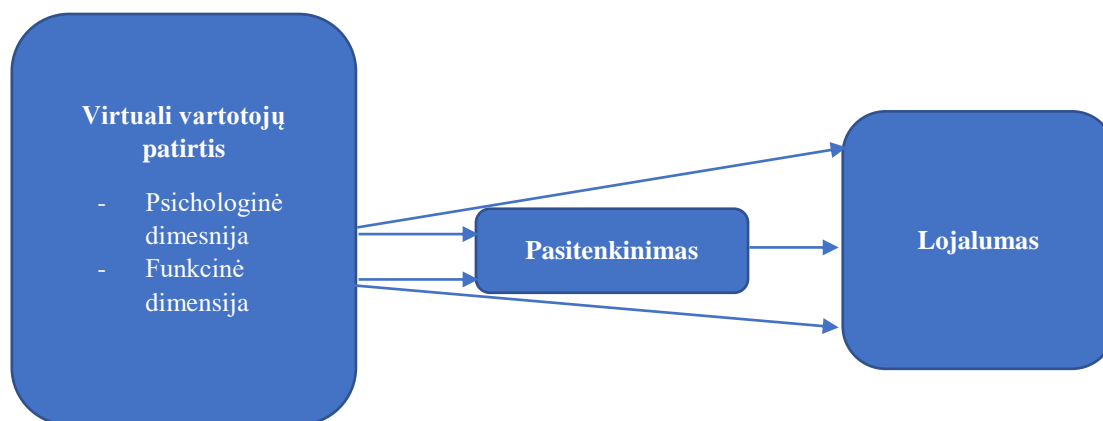 Virtuali vartotojų
patirtis
- Psichologinė
dimesnija
- Funkcinė
dimensija
Pasitenkinimas
Lojalumas